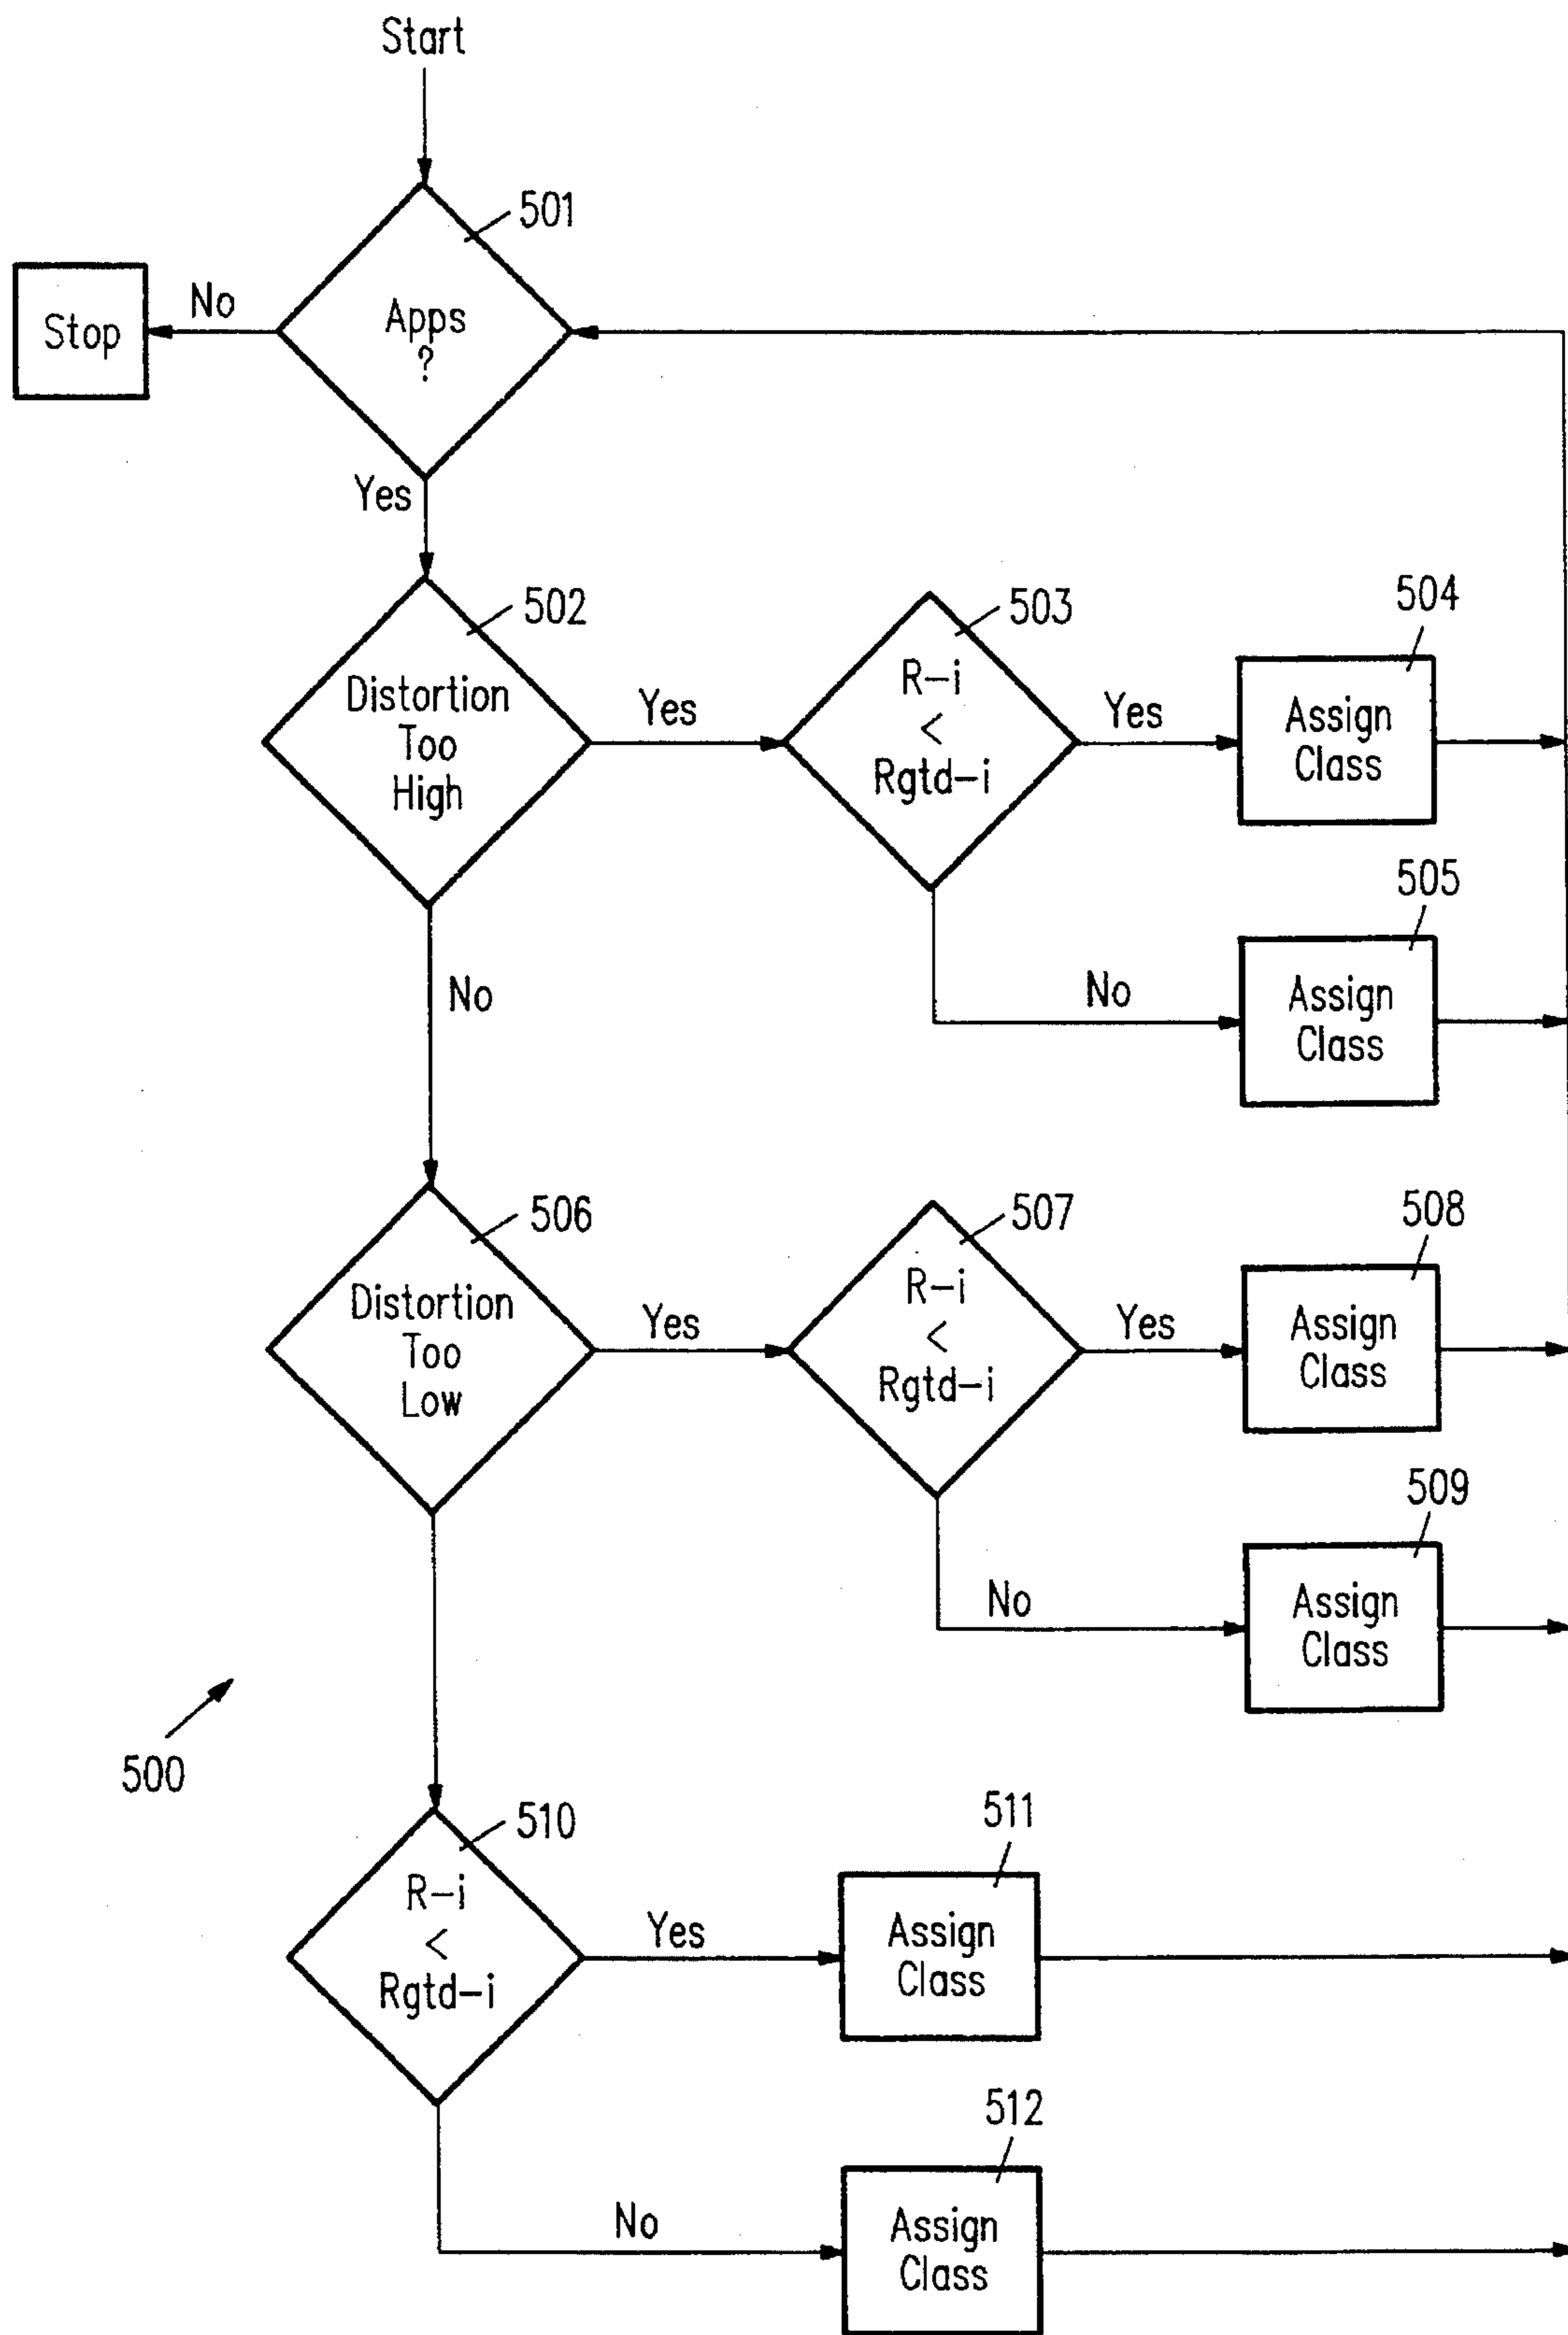 Start
501
No
Stop
Apps
?
Yes
502
503
504
Distortion
Too
High
Yes
R-i
<
Rgtd-i
Yes
Assign
Class
505
No
No
Assign
Class
506
507
508
Distortion
Too
Low
Yes
R-i
<
Rgtd-i
Yes
Assign
Class
509
No
Assign
Class
500
510
511
R-i
<
Rgtd-i
Yes
Assign
Class
512
No
Assign
Class